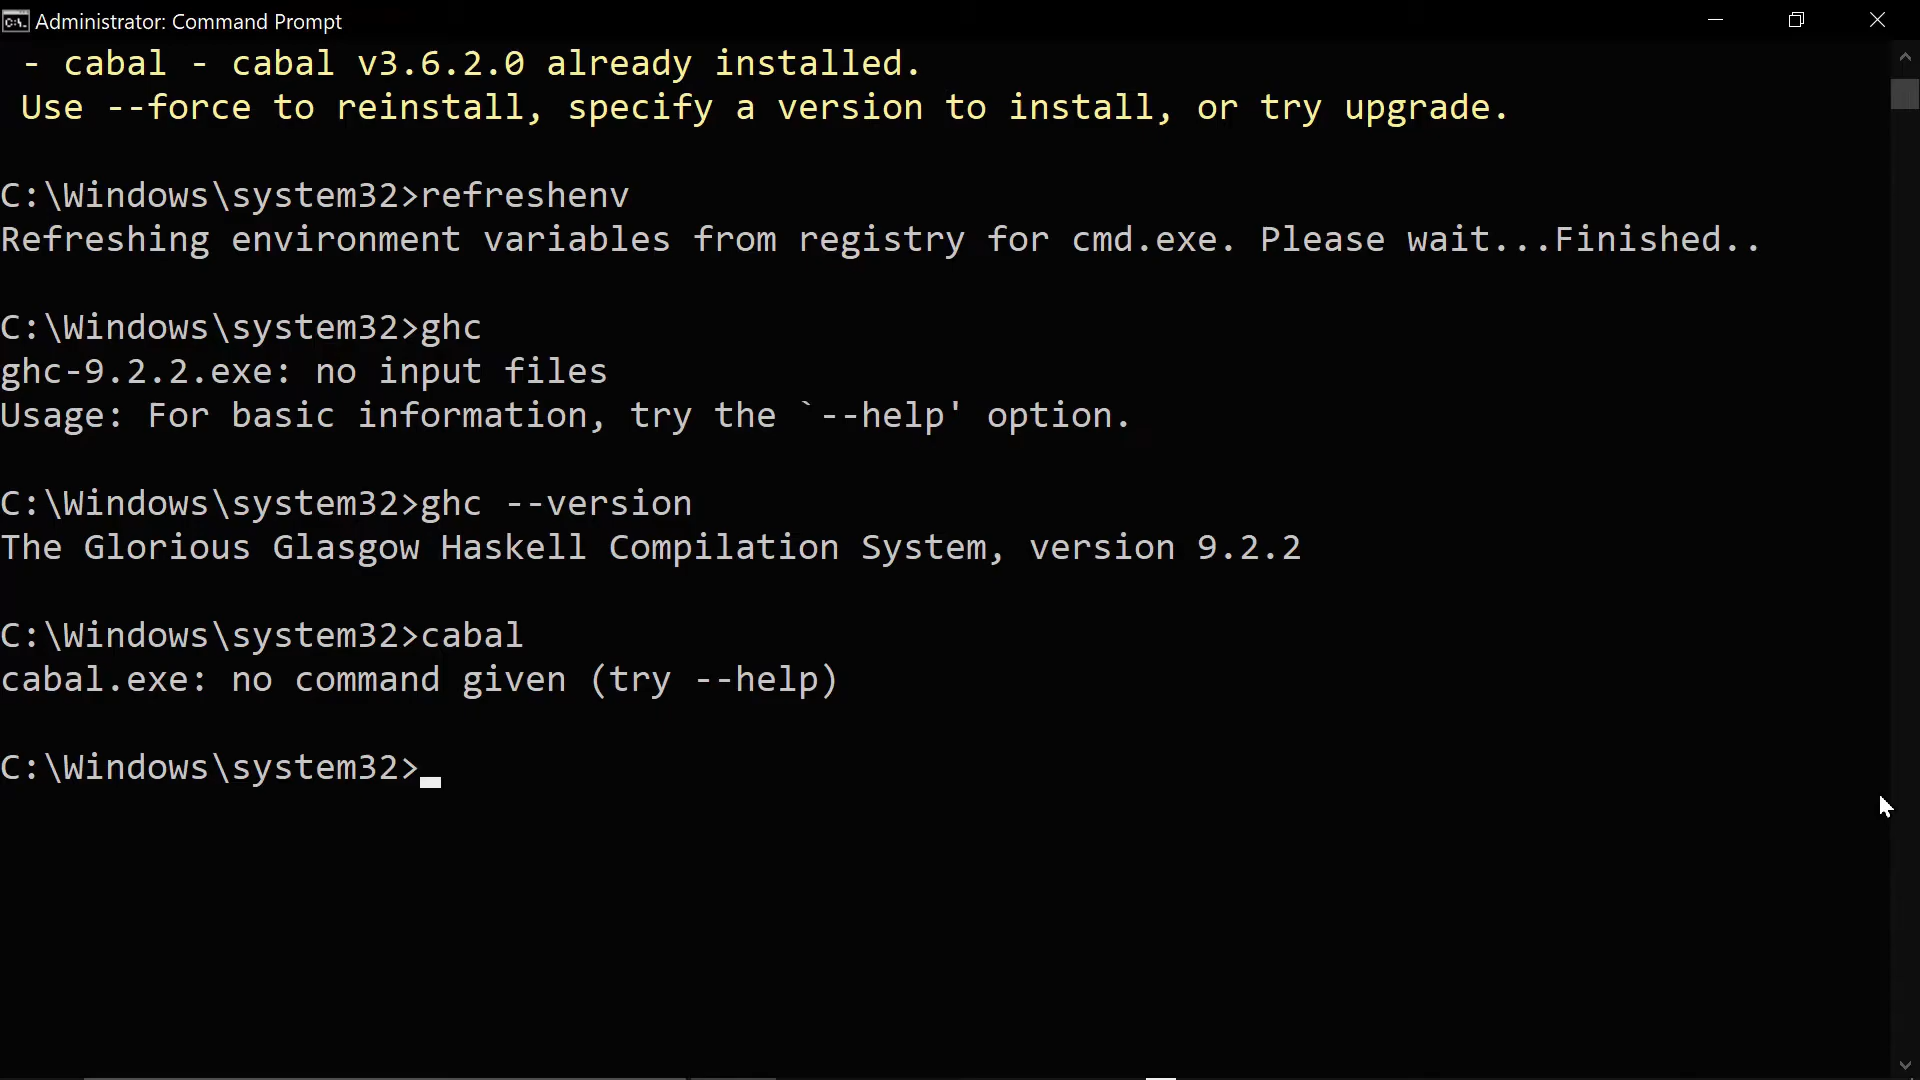 Administrator: Command Prompt
- cabal - cabal v3.6.2.0 already installed.
Use --force to reinstall, specify a version to install, or try upgrade.
C:\Windows\system32>refreshenv
Refreshing environment variables from registry for cmd.exe. Please wait...Finished..
C:\Windows\system32>ghc
ghc-9.2.2.exe: no input files
Usage: For basic information, try the `--help' option.
C:\Windows\system32>ghc --version
The Glorious Glasgow Haskell Compilation System, version 9.2.2
C:\Windows\system32>cabal
cabal.exe: no command given (try --help)
C:\Windows\system32>